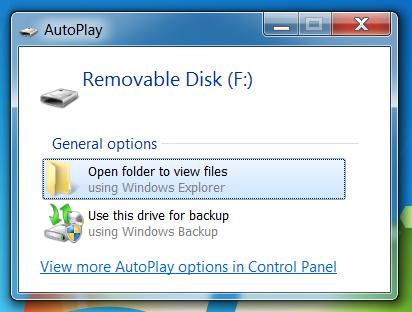 AutoPlay
Removable Disk (F:)
General options
Open folder to view files
using Windows Explorer
Use this drive for backup
using Windows Backup
View more AutoPlay options in Control Panel